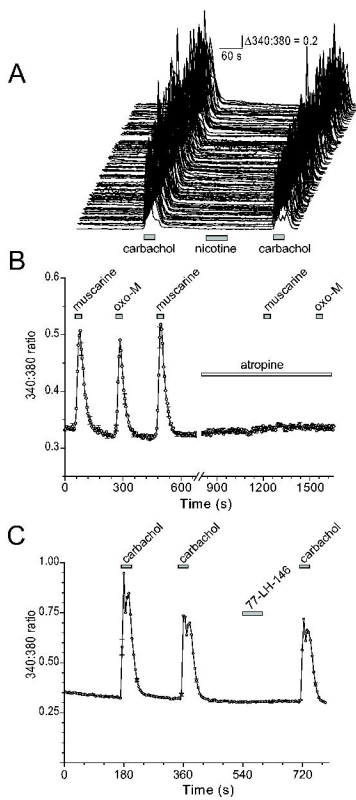 A
Δ340:380 = 0.2
60 s
carbachol nicotine carbachol
B
muscarine oxo-M muscarine muscarine oxo-M
atropine
340:380 ratio
0.6
0.5
0.4
0.3
0 300 600 900 1200 1500
Time (s)
C
carbachol carbachol 77-LH-146 carbachol
340:380 ratio
1.00
0.75
0.50
0.25
0 180 360 540 720
Time (s)